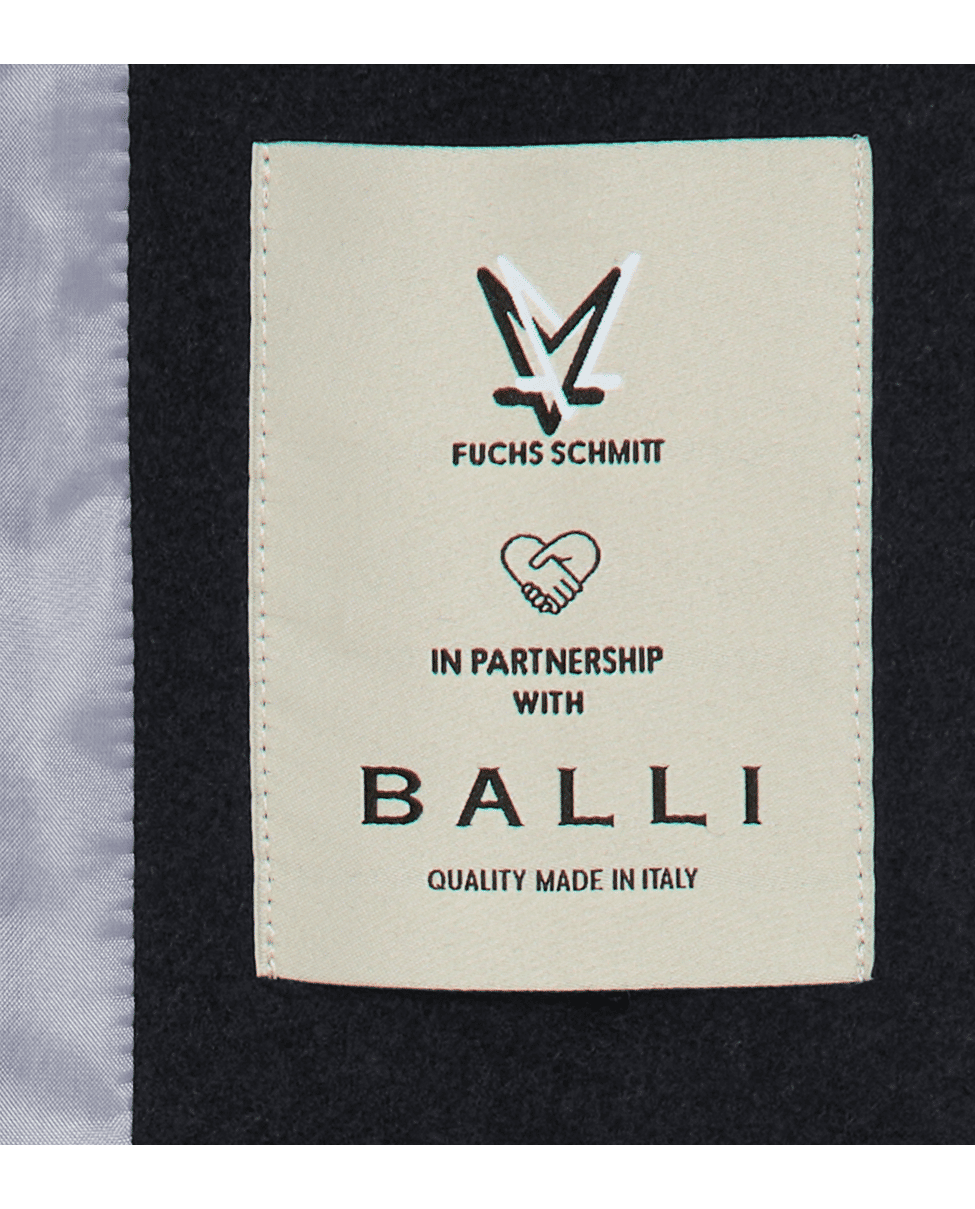 FUCHS SCHMITT
IN PARTNERSHIP
WITH
BALLI
QUALITY MADE IN ITALY